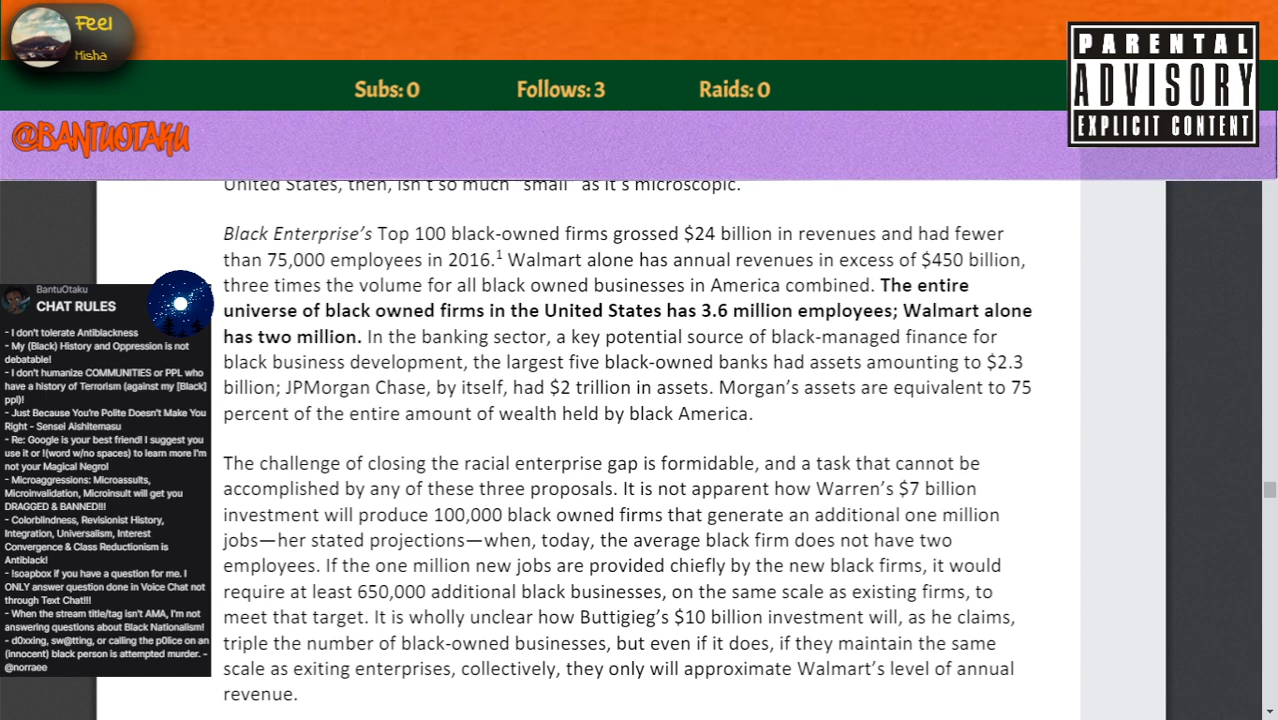 Feel
Misha
Subs: 0
Follows: 3
Raids: 0
PARENTAL
ADVISORY
EXPLICIT CONTENT
@BANTUOTAKU
United States, then, isn't so much "small" as it's microscopic.
Black Enterprise's Top 100 black-owned firms grossed $24 billion in revenues and had fewer
than 75,000 employees in 2016.1 Walmart alone has annual revenues in excess of $450 billion,
three times the volume for all black owned businesses in America combined. The entire
universe of black owned firms in the United States has 3.6 million employees; Walmart alone
has two million. In the banking sector, a key potential source of black-managed finance for
black business development, the largest five black-owned banks had assets amounting to $2.3
billion; JPMorgan Chase, by itself, had $2 trillion in assets. Morgan's assets are equivalent to 75
percent of the entire amount of wealth held by black America.
The challenge of closing the racial enterprise gap is formidable, and a task that cannot be
accomplished by any of these three proposals. It is not apparent how Warren's $7 billion
investment will produce 100,000 black owned firms that generate an additional one million
jobs—her stated projections—when, today, the average black firm does not have two
employees. If the one million new jobs are provided chiefly by the new black firms, it would
require at least 650,000 additional black businesses, on the same scale as existing firms, to
meet that target. It is wholly unclear how Buttigieg's $10 billion investment will, as he claims,
triple the number of black-owned businesses, but even if it does, if they maintain the same
scale as exiting enterprises, collectively, they only will approximate Walmart's level of annual
revenue.
BantuOtaku
CHAT RULES
- I don't tolerate Antiblackness
- My (Black) History and Oppression is not
debatable!
- I don't humanize COMMUNITIES or PPL who
have a history of Terrorism (against my [Black]
ppl)!
- Just Because You're Polite Doesn't Make You
Right - Sensei Aishitemasu
- Re: Google is your best friend! I suggest you
use it or !(word w/no spaces) to learn more I'm
not your Magical Negro!
- Microaggressions: Microassults,
Microinvalidation, Microinsult will get you
DRAGGED & BANNED!!!
- Colorblindness, Revisionist History,
Integration, Universalism, Interest
Convergence & Class Reductionism is
Antiblack!
- !soapbox if you have a question for me. I
ONLY answer question done in Voice Chat not
through Text Chat!!!
- When the stream title/tag isn't AMA, I'm not
answering questions about Black Nationalism!
- d0xxing, sw@tting, or calling the p0lice on an
(innocent) black person is attempted murder. -
@norraee